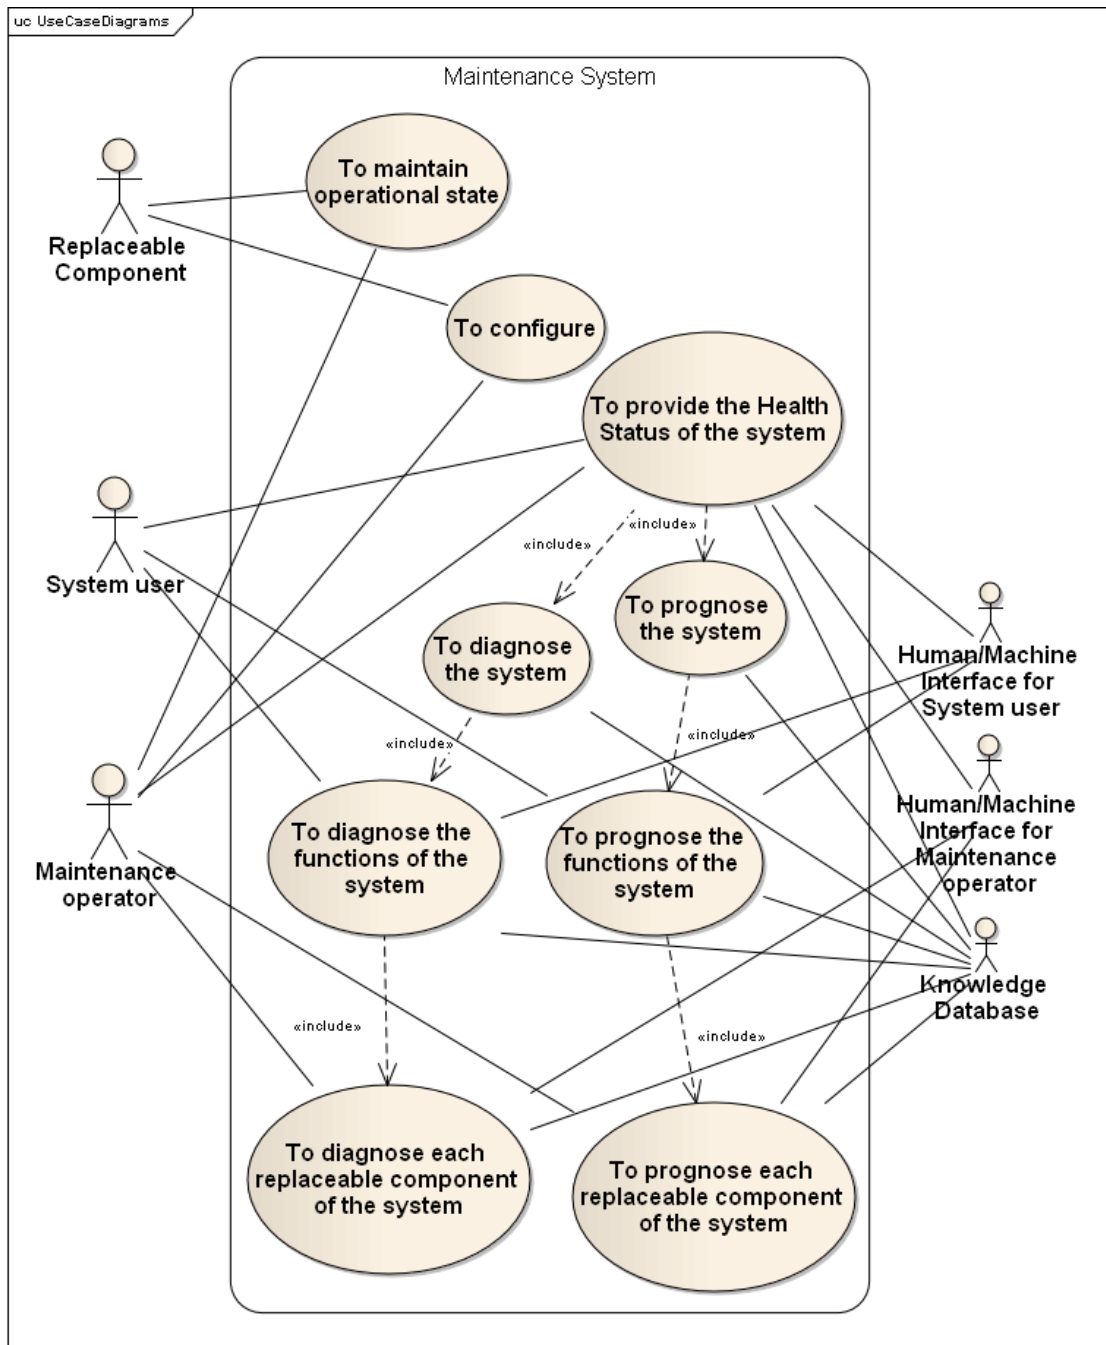 uc UseCaseDiagrams
Maintenance System
To maintain
operational state
Replaceable
Component
To configure
To provide the Health
Status of the system
System user
«include»
«include»
To prognose
the system
To diagnose
the system
Human/Machine
Interface for
System user
«include»
«include»
Human/Machine
Interface for
Maintenance
operator
Maintenance
operator
To diagnose the
functions of the
system
To prognose the
functions of the
system
Knowledge
Database
«include»
«include»
To diagnose each
replaceable component
of the system
To prognose each
replaceable component
of the system